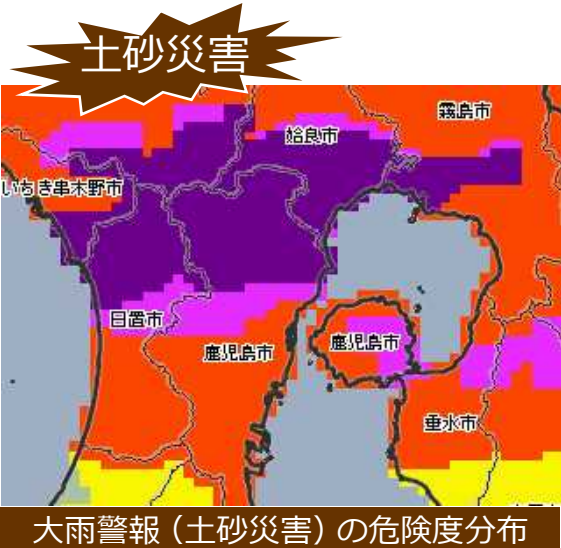 土砂災害
霧島市
姶良市
いちき串木野市
日置市
鹿児島市
鹿児島市
垂水市
大雨警報（土砂災害）の危険度分布